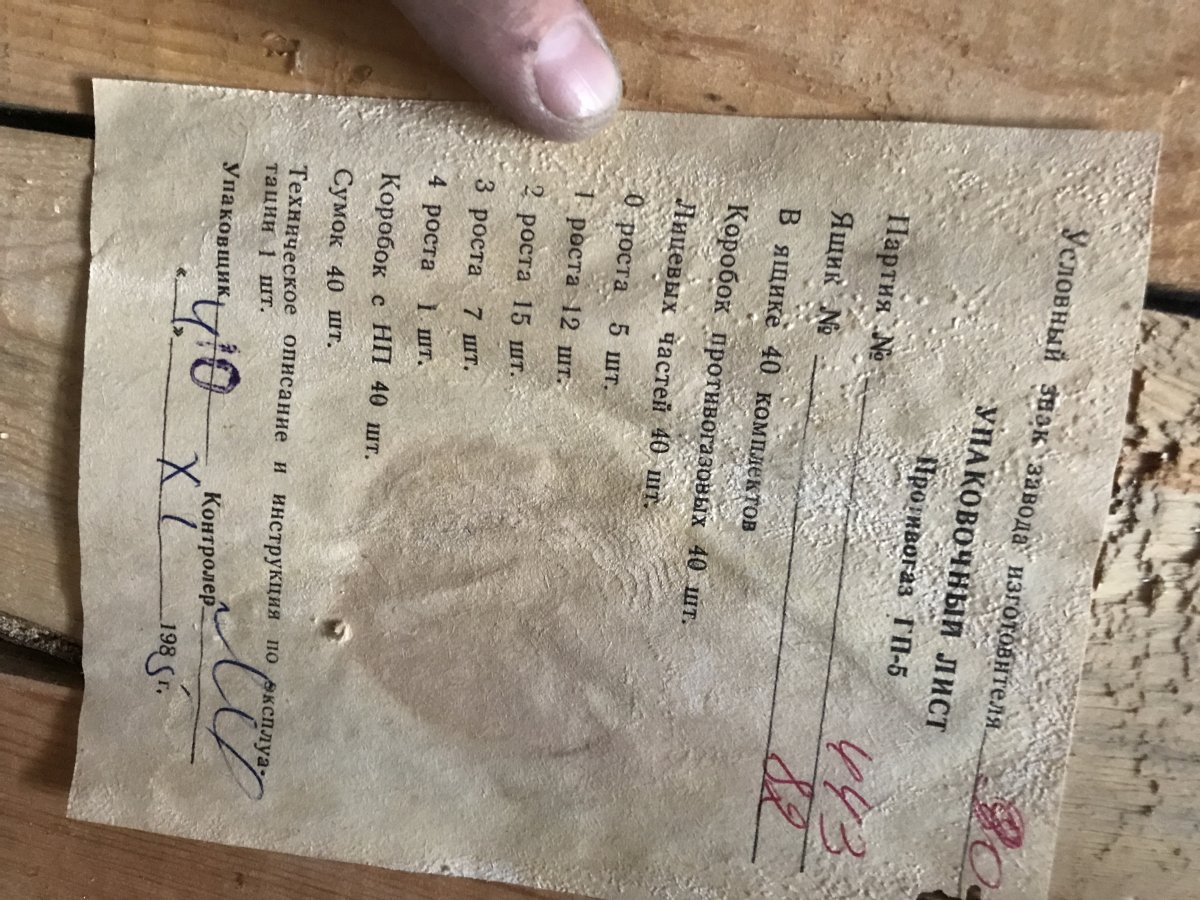 Условный знак завода изготовителя
УПАКОВОЧНЫЙ ЛИСТ
Противогаз ГП-5
Партия № 443
Ящик № 82
В ящике 40 комплектов
Коробок противогазовых 40 шт.
Лицевых частей 40 шт.
0 роста 5 шт.
1 роста 12 шт.
2 роста 15 шт.
3 роста 7 шт.
4 роста 1 шт.
Коробок с НП 40 шт.
Сумок 40 шт.
Техническое описание и инструкция по эксплуа-
тации 1 шт.
Упаковщик Контролер
« » XI 1985 г.